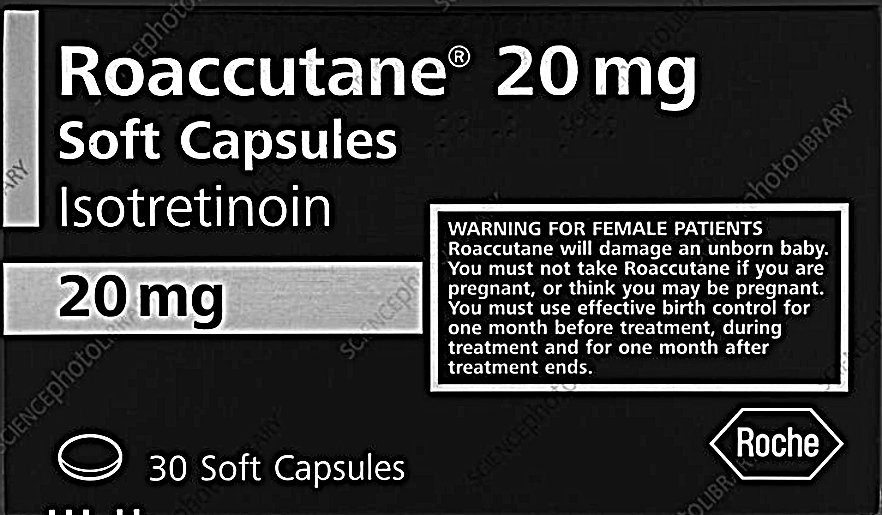 Roaccutane® 20 mg
Soft Capsules
Isotretinoin
20 mg
WARNING FOR FEMALE PATIENTS
Roaccutane will damage an unborn baby.
You must not take Roaccutane if you are
pregnant, or think you may be pregnant.
You must use effective birth control for
one month before treatment, during
treatment and for one month after
treatment ends.
Roche
30 Soft Capsules
SCIENCEphotoLIBRARY